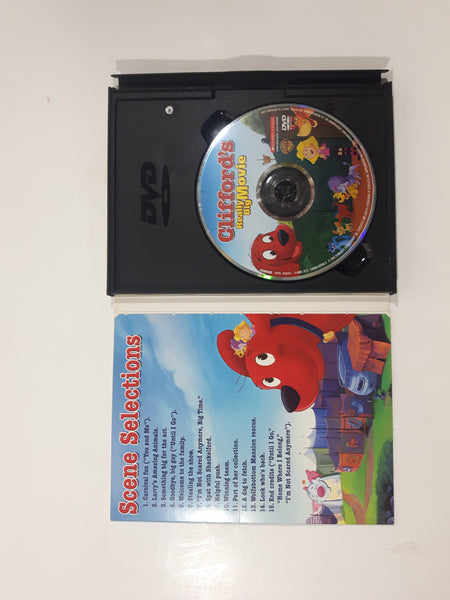 DVD
Clifford's
Really
Big Movie
DVD
Scene Selections
1. Carnival fun ("You and Me").
2. Larry's Amazing Animals.
3. Something big for the act.
4. Goodbye, big guy ("Until I Go").
5. Welcome to the family.
6. Stealing the show.
7. "I'm Not Scared Anymore, Big Time."
8. Spat with Shackelford.
9. Helpful push.
10. Winning team.
11. Part of her collection.
12. A dog to fetch.
13. Wolfsbottom Mansion rescue.
14. Look who's back.
15. End credits ("Until I Go,"
"Home Where I Belong,"
"I'm Not Scared Anymore").